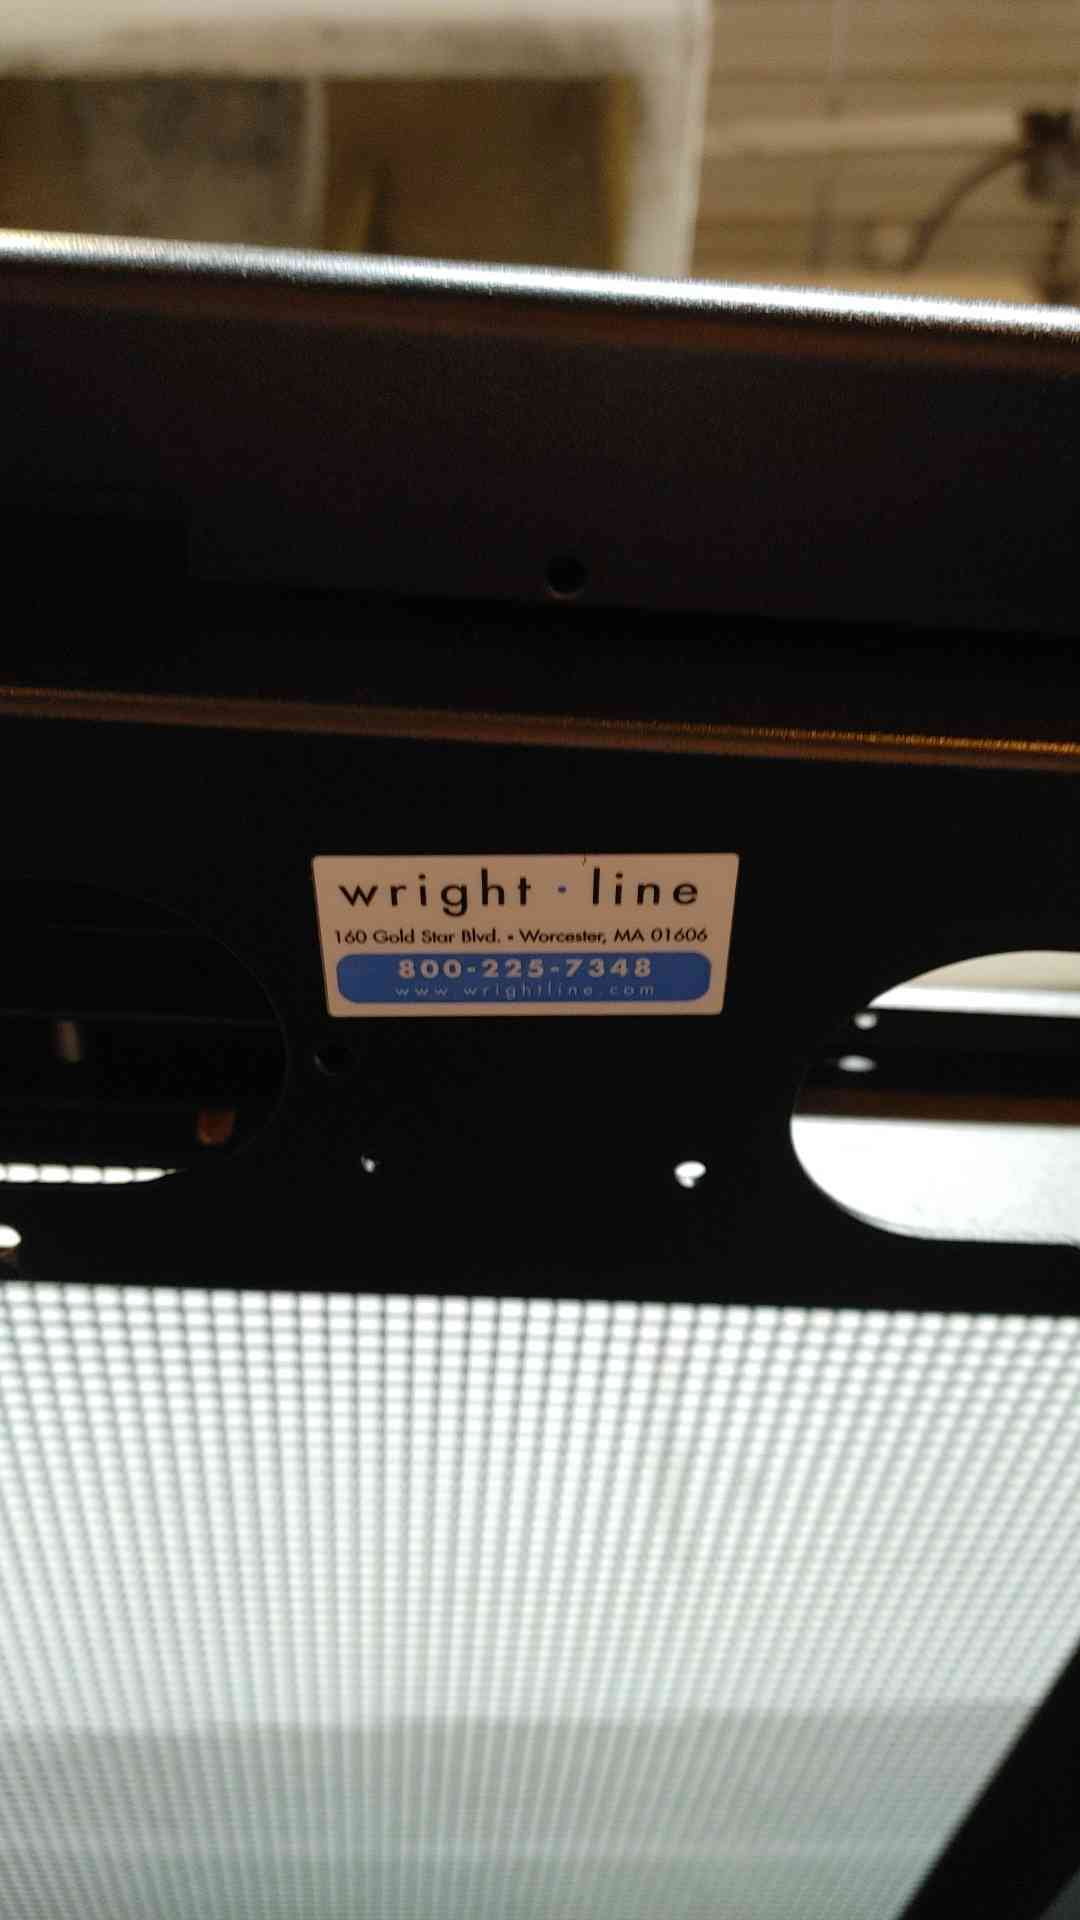 wright · line
160 Gold Star Blvd. • Worcester, MA 01606
800-225-7348
www.wrightline.com